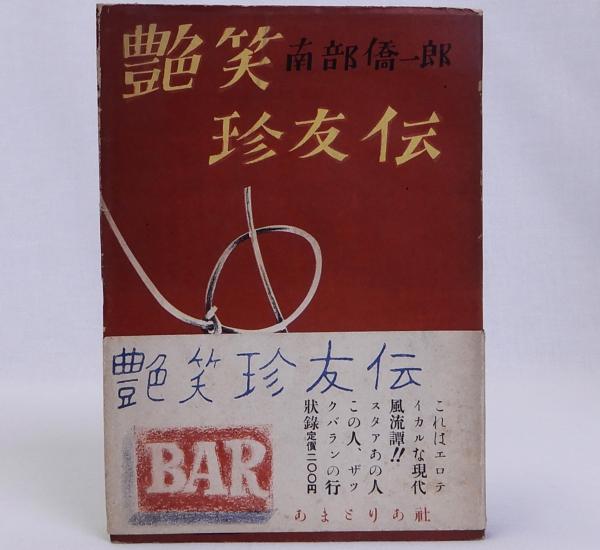 艶笑
南部僑一郎
珍友伝
艶笑珍友伝
これはエロテ
イカルな現代
風流譚!!
スタアあの人
この人、ザッ
クバランの行
狀錄 定價二〇〇円
BAR
あまとりあ社